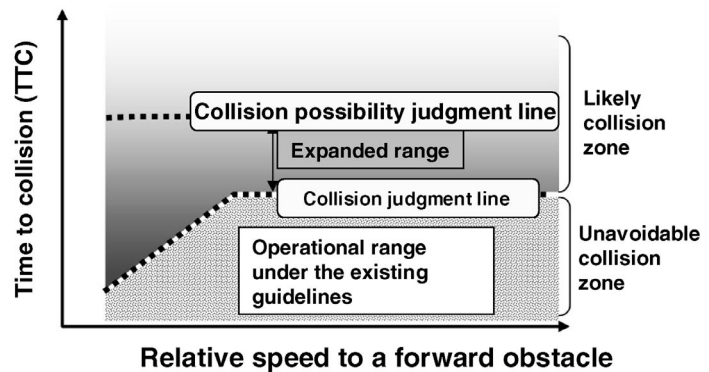 Time to collision (TTC)
Collision possibility judgment line
Expanded range
Collision judgment line
Operational range
under the existing
guidelines
Likely
collision
zone
Unavoidable
collision
zone
Relative speed to a forward obstacle